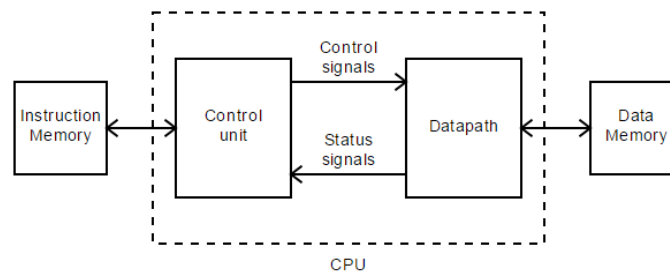 Control
signals
Instruction
Memory
Control
unit
Datapath
Data
Memory
Status
signals
CPU